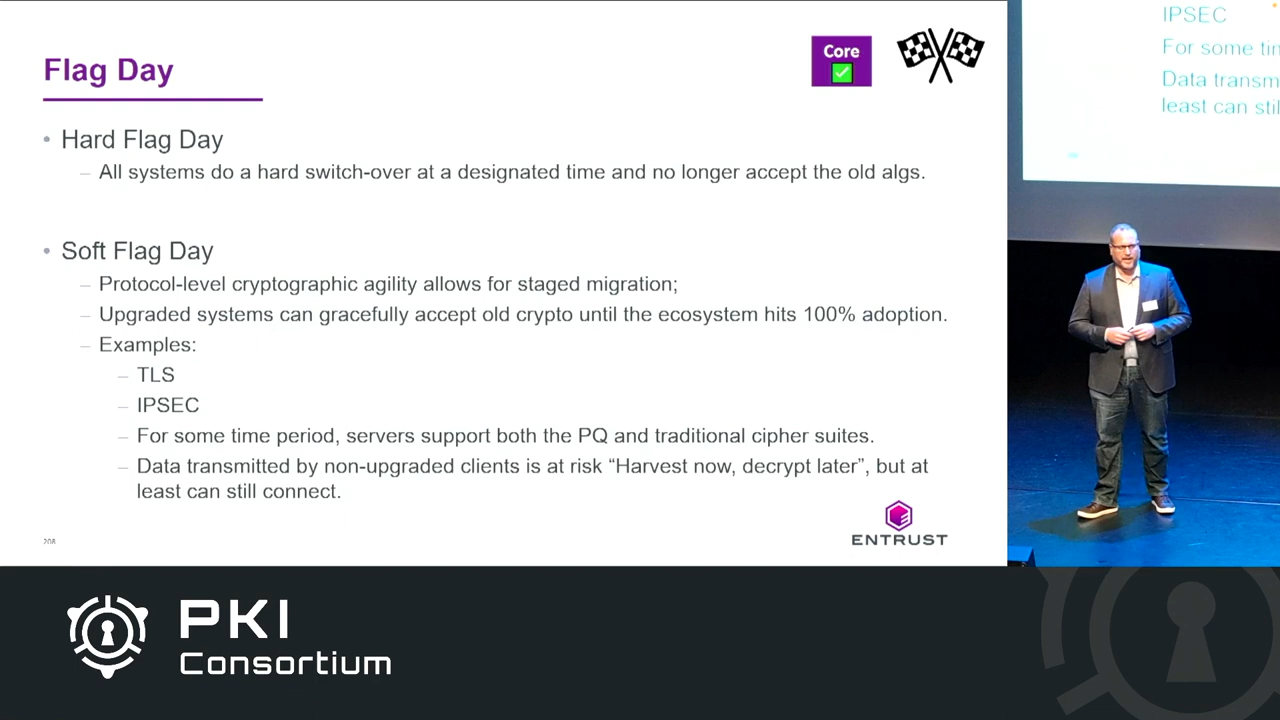 Flag Day
Core
• Hard Flag Day
– All systems do a hard switch-over at a designated time and no longer accept the old algs.
• Soft Flag Day
– Protocol-level cryptographic agility allows for staged migration;
– Upgraded systems can gracefully accept old crypto until the ecosystem hits 100% adoption.
– Examples:
– TLS
– IPSEC
– For some time period, servers support both the PQ and traditional cipher suites.
– Data transmitted by non-upgraded clients is at risk “Harvest now, decrypt later”, but at
least can still connect.
208
ENTRUST
IPSEC
For some tim
Data transm
least can stil
PKI
Consortium